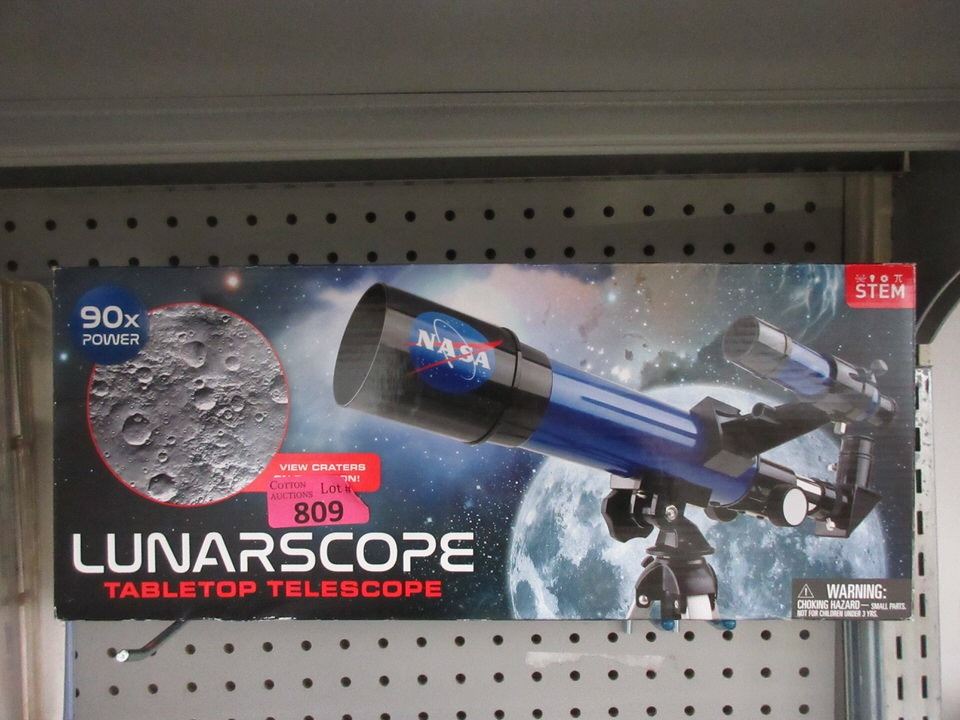 90x
POWER
STEM
NASA
VIEW CRATERS
ON!
COTTON
AUCTIONS
Lot #
809
LUNARSCOPE
TABLETOP TELESCOPE
WARNING:
CHOKING HAZARD — SMALL PARTS.
NOT FOR CHILDREN UNDER 3 YRS.